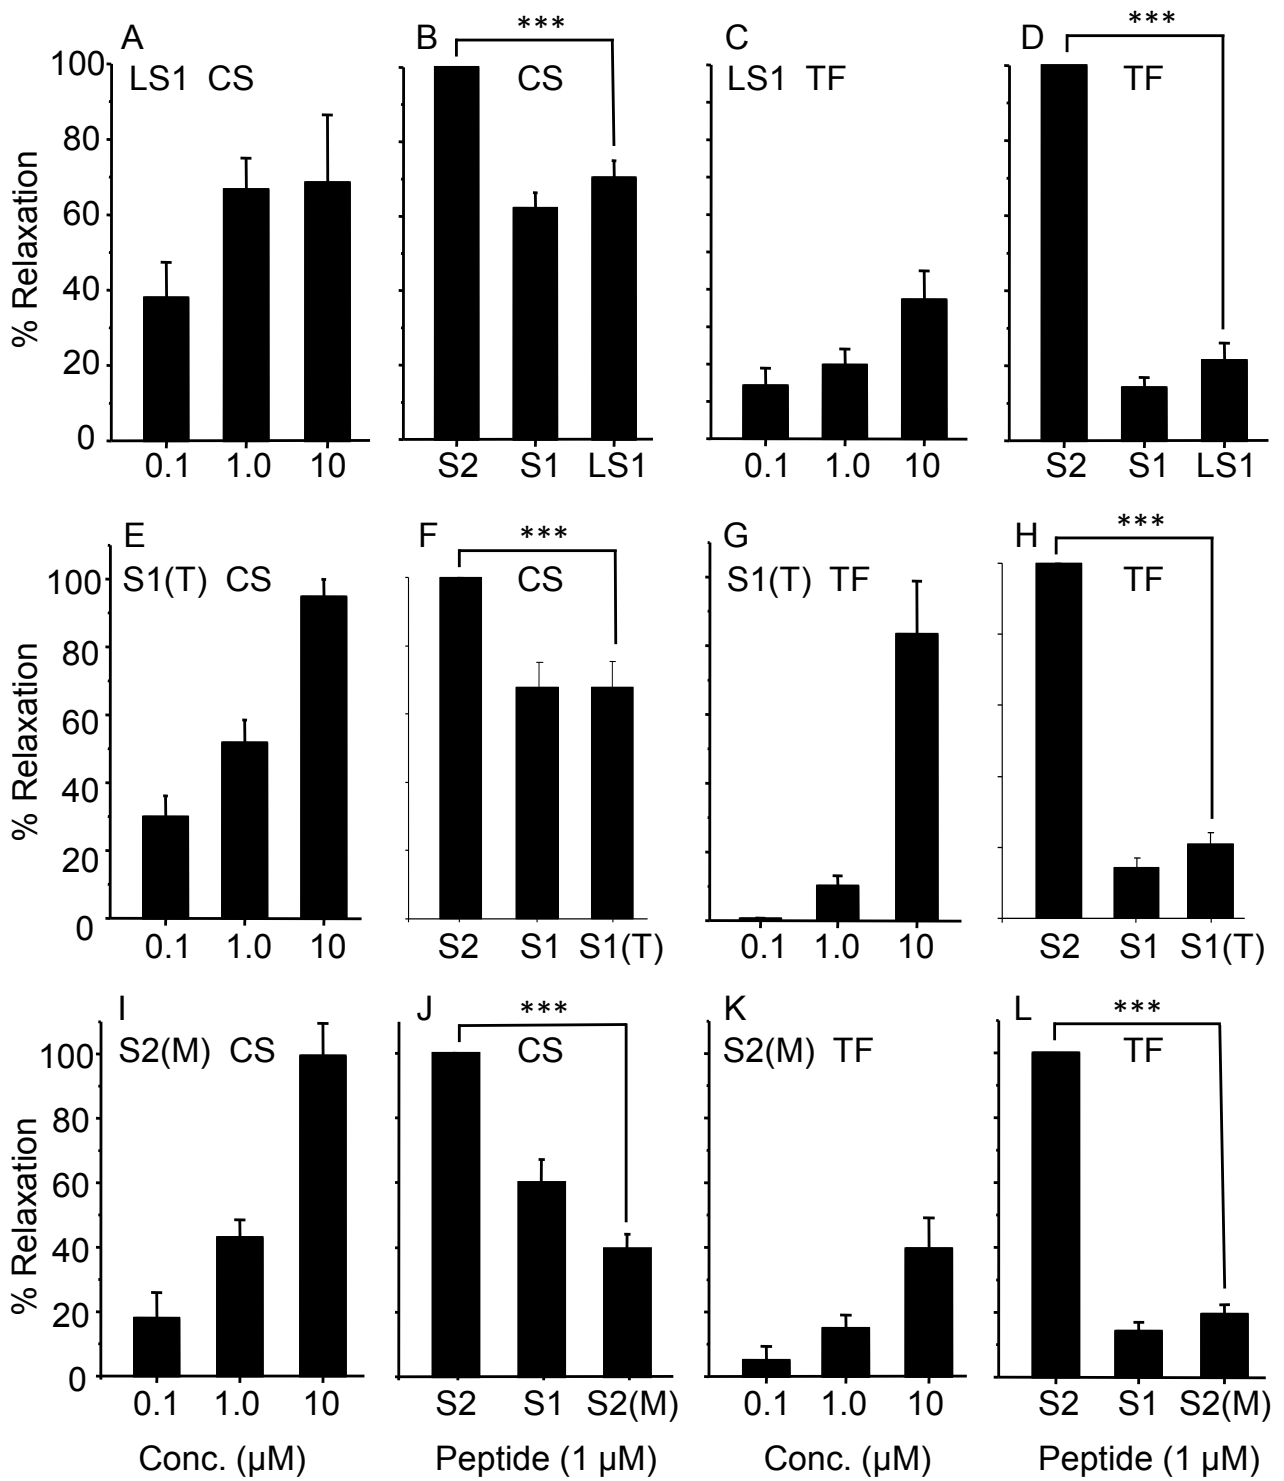 A
B
***
C
D
***
LS1 CS
CS
LS1 TF
TF
% Relaxation
100
80
60
40
20
0
0.1 1.0 10
S2 S1 LS1
0.1 1.0 10
S2 S1 LS1
E
F
***
G
H
***
S1(T) CS
CS
S1(T) TF
TF
% Relaxation
100
80
60
40
20
0
0.1 1.0 10
S2 S1 S1(T)
0.1 1.0 10
S2 S1 S1(T)
I
J
***
K
L
***
S2(M) CS
CS
S2(M) TF
TF
% Relaxation
100
80
60
40
20
0
0.1 1.0 10
S2 S1 S2(M)
0.1 1.0 10
S2 S1 S2(M)
Conc. (µM)
Peptide (1 µM)
Conc. (µM)
Peptide (1 µM)